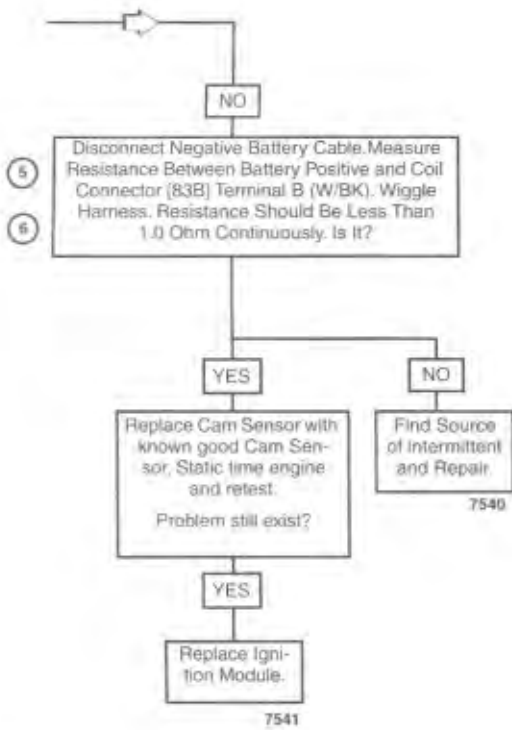 NO
5
6
Disconnect Negative Battery Cable.Measure
Resistance Between Battery Positive and Coil
Connector [83B] Terminal B (W/BK). Wiggle
Harness. Resistance Should Be Less Than
1.0 Ohm Continuously. Is It?
YES
NO
Replace Cam Sensor with
known good Cam Sen-
sor, Static time engine
and retest.
Problem still exist?
Find Source
of Intermittent
and Repair.
7540
YES
Replace Igni-
tion Module.
7541